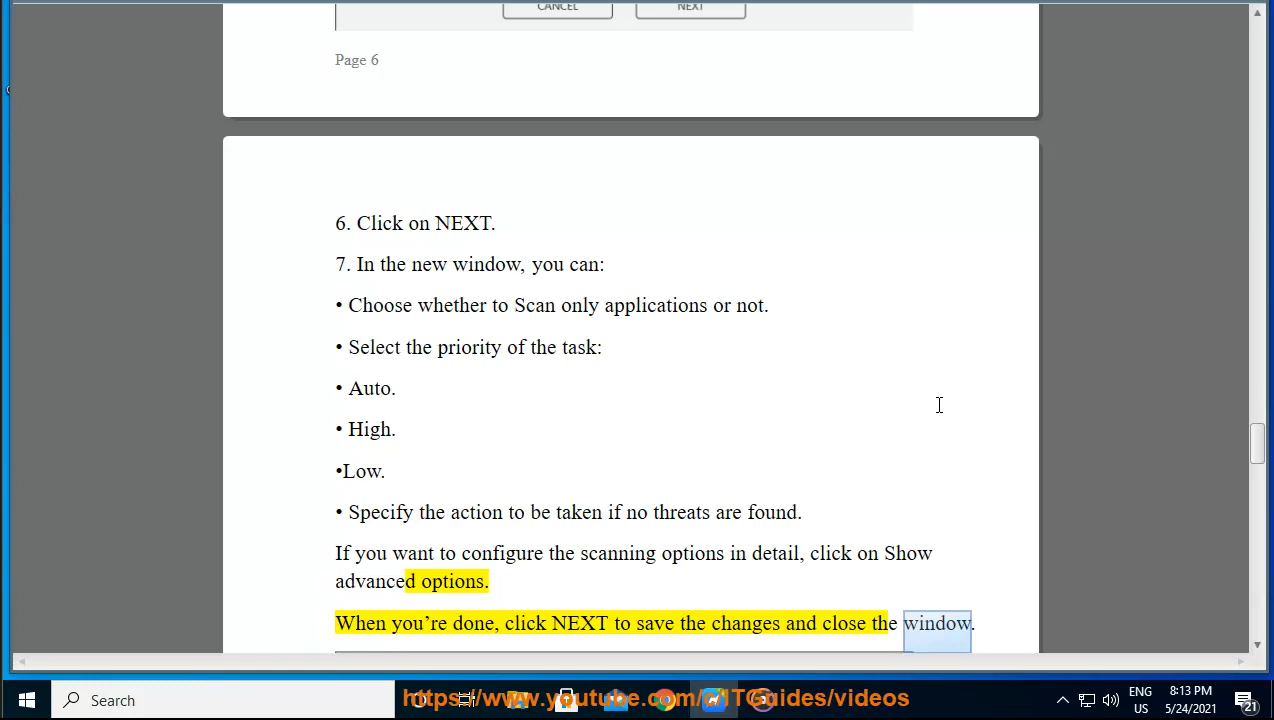 CANCEL NEXT
Page 6
6. Click on NEXT.
7. In the new window, you can:
• Choose whether to Scan only applications or not.
• Select the priority of the task:
• Auto.
• High.
•Low.
• Specify the action to be taken if no threats are found.
If you want to configure the scanning options in detail, click on Show
advanced options.
When you’re done, click NEXT to save the changes and close the window.
Search
https://www.youtube.com/c/ITGuides/videos
ENG
US
8:13 PM
5/24/2021
21